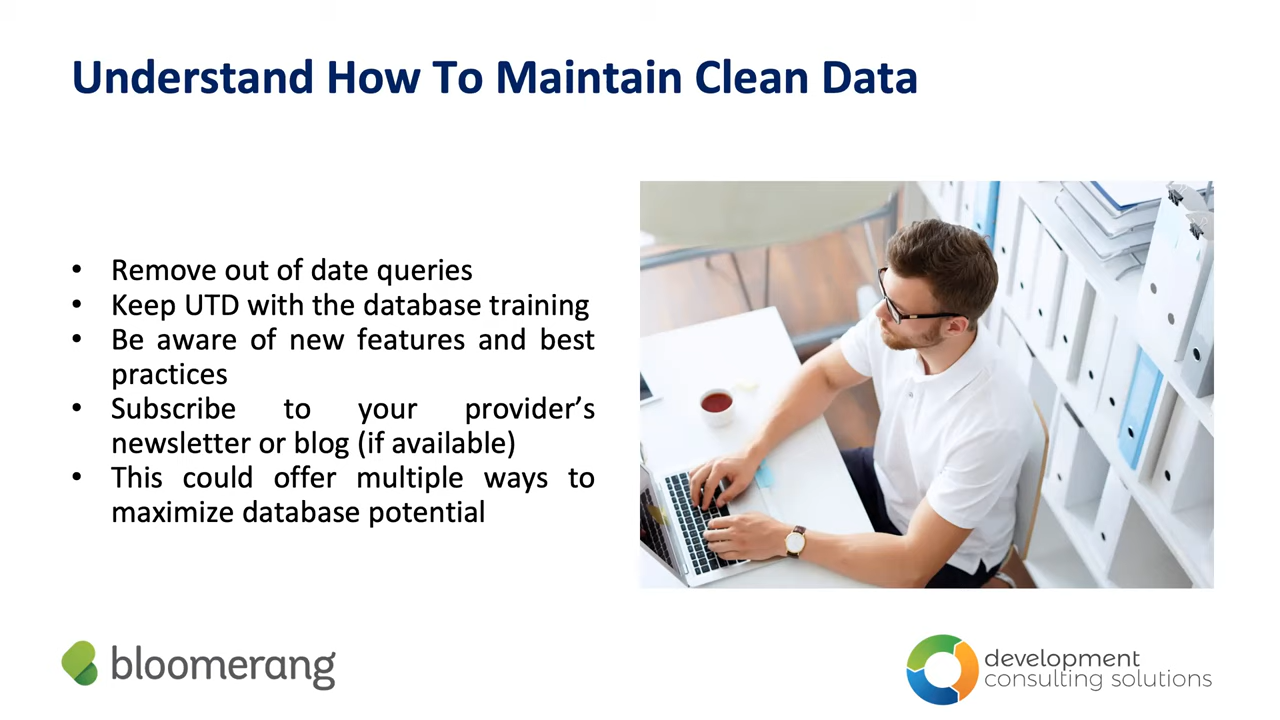 Understand How To Maintain Clean Data
• Remove out of date queries
• Keep UTD with the database training
• Be aware of new features and best
practices
• Subscribe to your provider’s
newsletter or blog (if available)
• This could offer multiple ways to
maximize database potential
bloomerang
development
consulting solutions